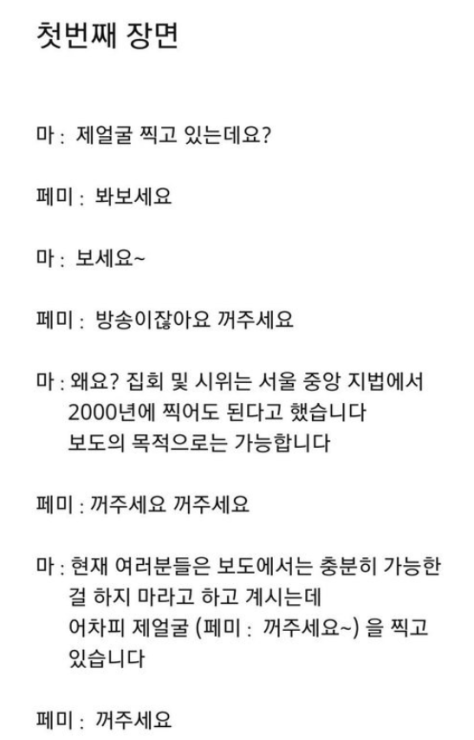 첫번째 장면
마 : 제얼굴 찍고 있는데요?
페미 : 봐보세요
마 : 보세요~
페미 : 방송이잖아요 꺼주세요
마 : 왜요? 집회 및 시위는 서울 중앙 지법에서
2000년에 찍어도 된다고 했습니다
보도의 목적으로는 가능합니다
페미 : 꺼주세요 꺼주세요
마 : 현재 여러분들은 보도에서는 충분히 가능한
걸 하지 마라고 하고 계시는데
어차피 제얼굴 (페미 : 꺼주세요~) 을 찍고
있습니다
페미 : 꺼주세요